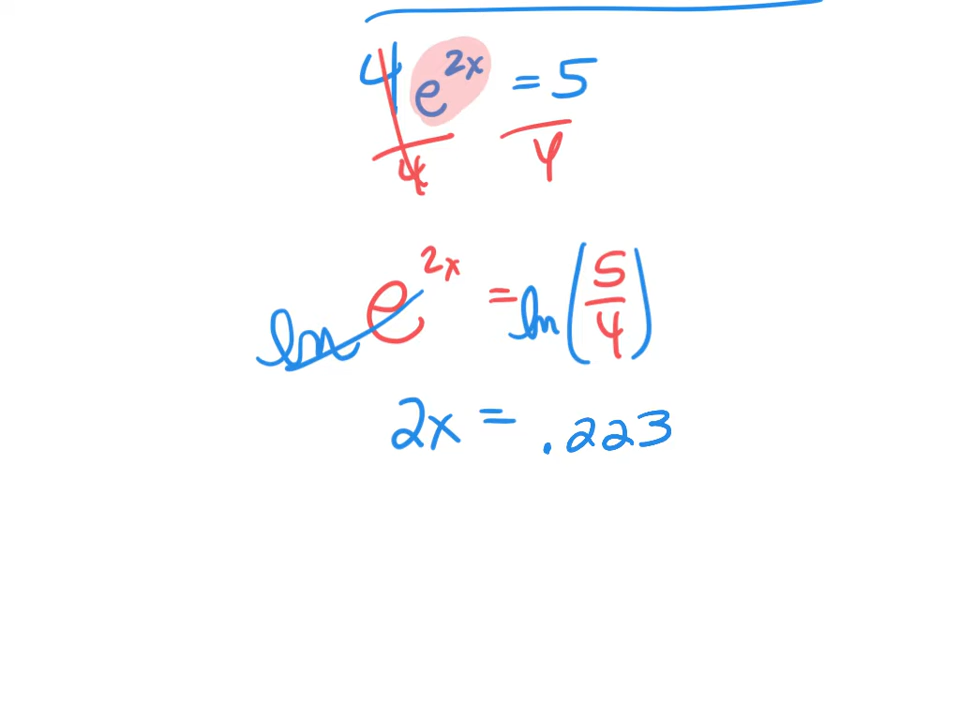 4e^{2x} = 5
4 4
ln e^{2x} = ln(5/4)
2x = .223